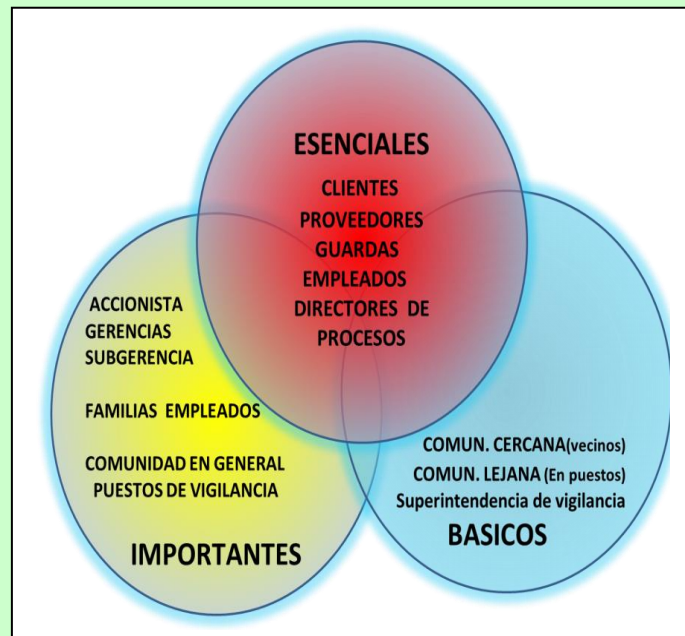 ESENCIALES
CLIENTES
PROVEEDORES
GUARDAS
EMPLEADOS
DIRECTORES DE
PROCESOS
ACCIONISTA
GERENCIAS
SUBGERENCIA
FAMILIAS EMPLEADOS
COMUNIDAD EN GENERAL
PUESTOS DE VIGILANCIA
IMPORTANTES
COMUN. CERCANA(vecinos)
COMUN. LEJANA (En puestos)
Superintendencia de vigilancia
BASICOS